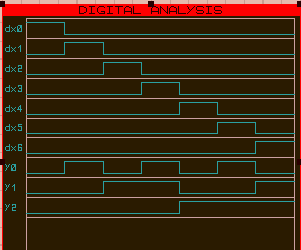 DIGITAL ANALYSIS
dx0
dx1
dx2
dx3
dx4
dx5
dx6
Y0
Y1
Y2